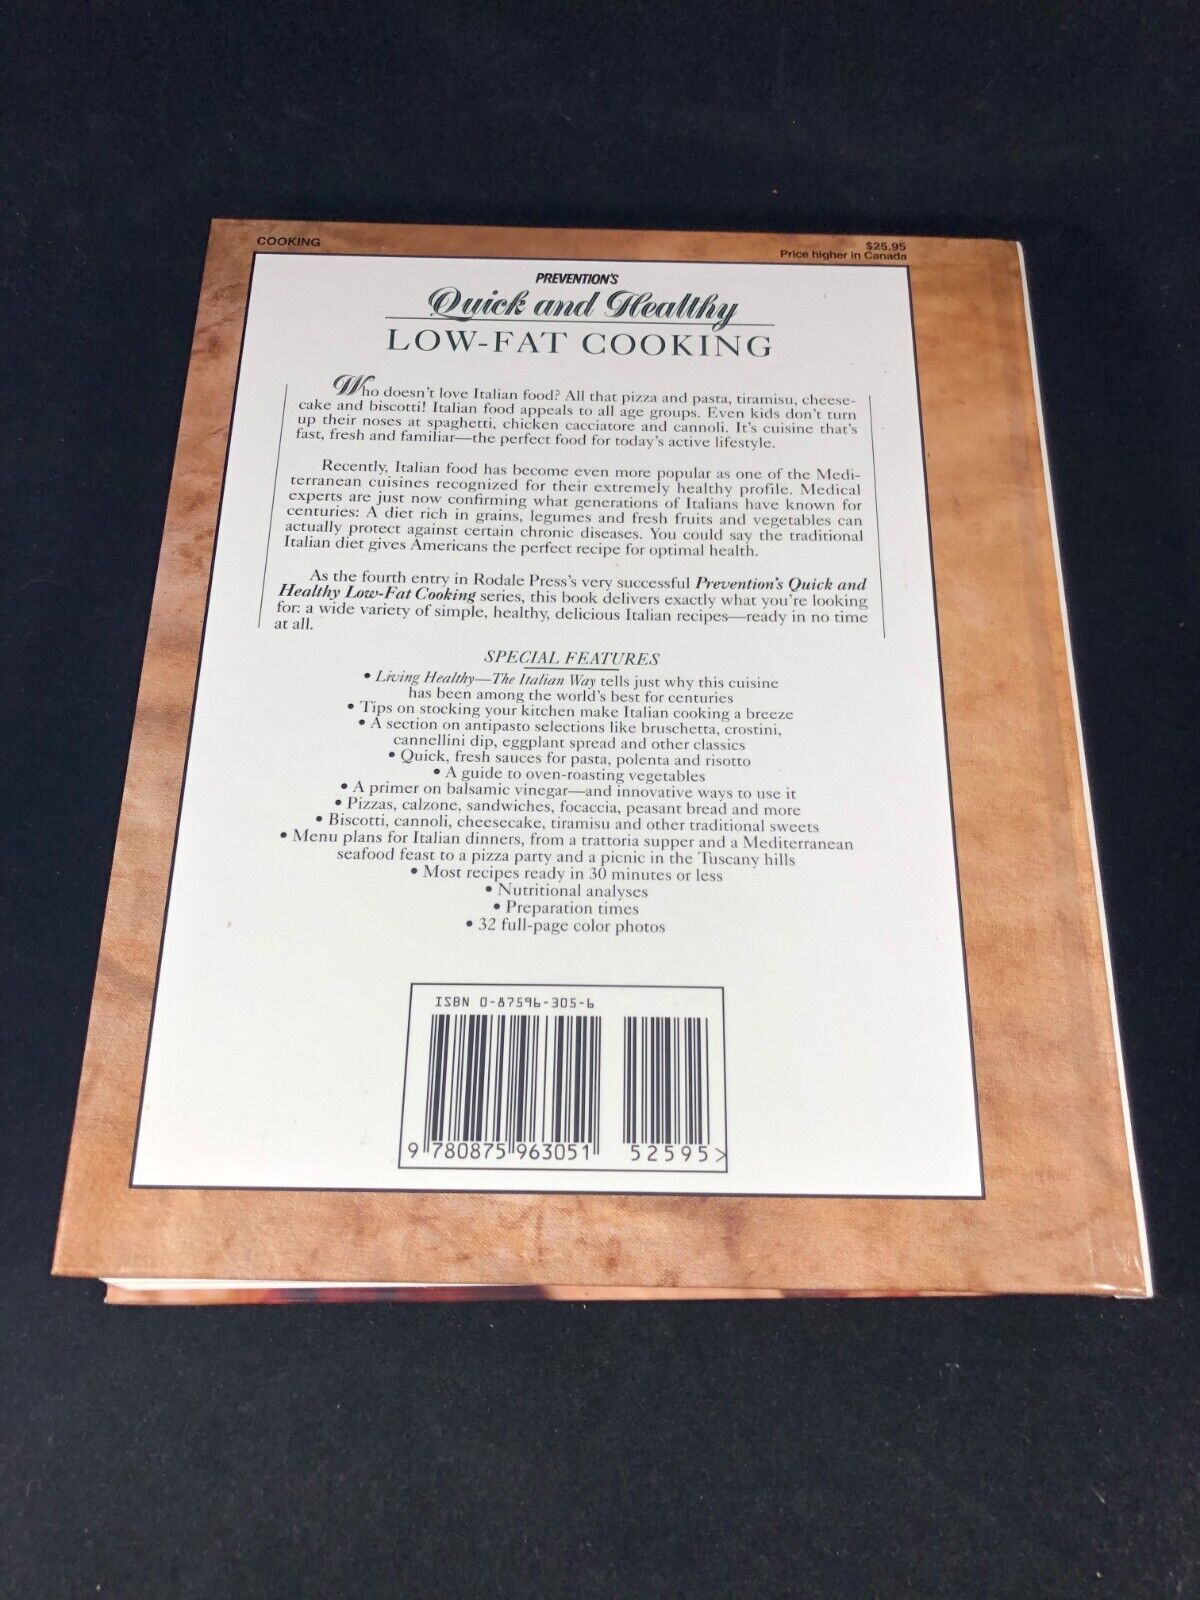 COOKING
$25.95
Price higher in Canada
PREVENTION'S
Quick and Healthy
LOW-FAT COOKING
Who doesn't love Italian food? All that pizza and pasta, tiramisu, cheese-
cake and biscotti! Italian food appeals to all age groups. Even kids don't turn
up their noses at spaghetti, chicken cacciatore and cannoli. It's cuisine that's
fast, fresh and familiar—the perfect food for today's active lifestyle.
Recently, Italian food has become even more popular as one of the Medi-
terranean cuisines recognized for their extremely healthy profile. Medical
experts are just now confirming what generations of Italians have known for
centuries: A diet rich in grains, legumes and fresh fruits and vegetables can
actually protect against certain chronic diseases. You could say the traditional
Italian diet gives Americans the perfect recipe for optimal health.
As the fourth entry in Rodale Press's very successful Prevention's Quick and
Healthy Low-Fat Cooking series, this book delivers exactly what you're looking
for: a wide variety of simple, healthy, delicious Italian recipes—ready in no time
at all.
SPECIAL FEATURES
• Living Healthy—The Italian Way tells just why this cuisine
has been among the world's best for centuries
• Tips on stocking your kitchen make Italian cooking a breeze
• A section on antipasto selections like bruschetta, crostini,
cannellini dip, eggplant spread and other classics
• Quick, fresh sauces for pasta, polenta and risotto
• A guide to oven-roasting vegetables
• A primer on balsamic vinegar—and innovative ways to use it
• Pizzas, calzone, sandwiches, focaccia, peasant bread and more
• Biscotti, cannoli, cheesecake, tiramisu and other traditional sweets
• Menu plans for Italian dinners, from a trattoria supper and a Mediterranean
seafood feast to a pizza party and a picnic in the Tuscany hills
• Most recipes ready in 30 minutes or less
• Nutritional analyses
• Preparation times
• 32 full-page color photos
ISBN 0-87596-305-6
9 780875 963051 52595>